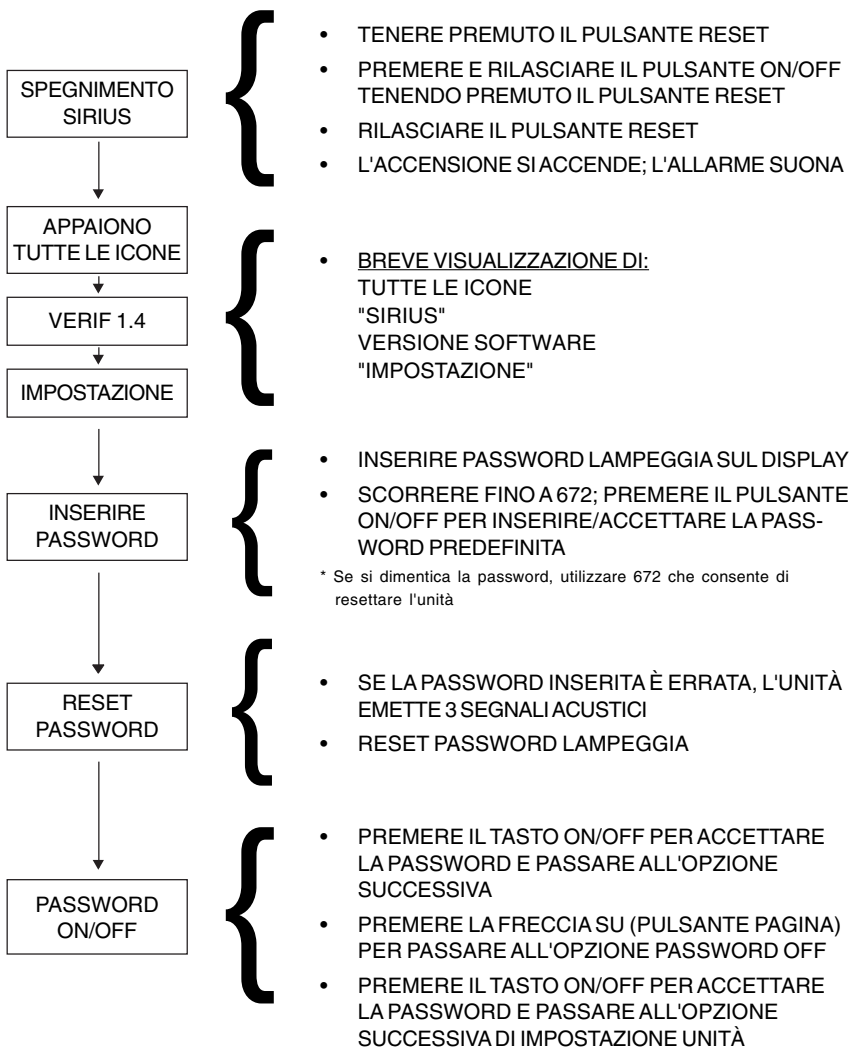 SPEGNIMENTO
SIRIUS
• TENERE PREMUTO IL PULSANTE RESET
• PREMERE E RILASCIARE IL PULSANTE ON/OFF
TENENDO PREMUTO IL PULSANTE RESET
• RILASCIARE IL PULSANTE RESET
• L'ACCENSIONE SI ACCENDE; L'ALLARME SUONA
APPAIONO
TUTTE LE ICONE
VERIF 1.4
IMPOSTAZIONE
• BREVE VISUALIZZAZIONE DI:
TUTTE LE ICONE
"SIRIUS"
VERSIONE SOFTWARE
"IMPOSTAZIONE"
INSERIRE
PASSWORD
• INSERIRE PASSWORD LAMPEGGIA SUL DISPLAY
• SCORRERE FINO A 672; PREMERE IL PULSANTE
ON/OFF PER INSERIRE/ACCETTARE LA PASS-
WORD PREDEFINITA
* Se si dimentica la password, utilizzare 672 che consente di
resettare l'unità
RESET
PASSWORD
• SE LA PASSWORD INSERITA È ERRATA, L'UNITÀ
EMETTE 3 SEGNALI ACUSTICI
• RESET PASSWORD LAMPEGGIA
PASSWORD
ON/OFF
• PREMERE IL TASTO ON/OFF PER ACCETTARE
LA PASSWORD E PASSARE ALL'OPZIONE
SUCCESSIVA
• PREMERE LA FRECCIA SU (PULSANTE PAGINA)
PER PASSARE ALL'OPZIONE PASSWORD OFF
• PREMERE IL TASTO ON/OFF PER ACCETTARE
LA PASSWORD E PASSARE ALL'OPZIONE
SUCCESSIVA DI IMPOSTAZIONE UNITÀ